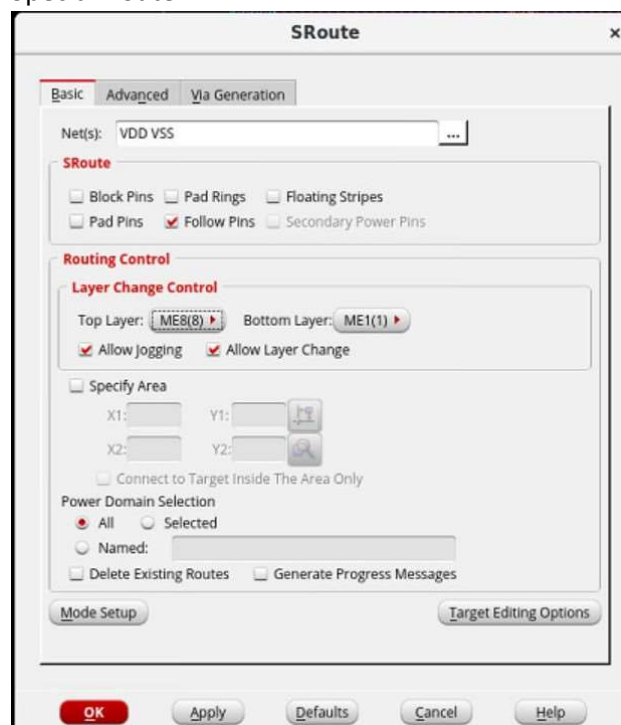 SRoute
×
Basic Advanced Via Generation
Net(s): VDD VSS ...
SRoute
Block Pins Pad Rings Floating Stripes
Pad Pins Follow Pins Secondary Power Pins
Routing Control
Layer Change Control
Top Layer: ME8(8) Bottom Layer: ME1(1)
Allow Jogging Allow Layer Change
Specify Area
X1: Y1:
X2: Y2:
Connect to Target Inside The Area Only
Power Domain Selection
All Selected
Named:
Delete Existing Routes Generate Progress Messages
Mode Setup Target Editing Options
OK Apply Defaults Cancel Help